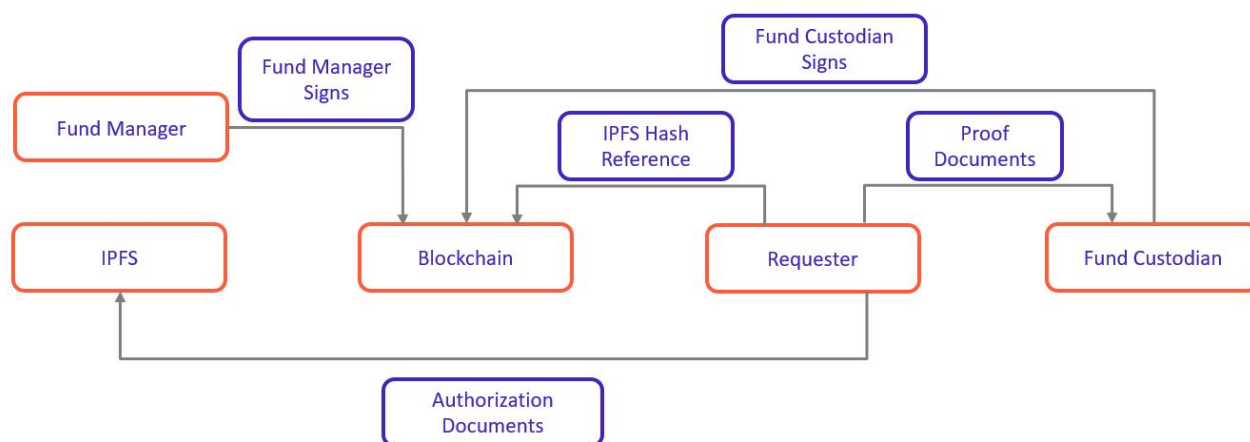 Fund Custodian
Signs
Fund Manager
Signs
Fund Manager
IPFS Hash
Reference
Proof
Documents
IPFS
Blockchain
Requester
Fund Custodian
Authorization
Documents